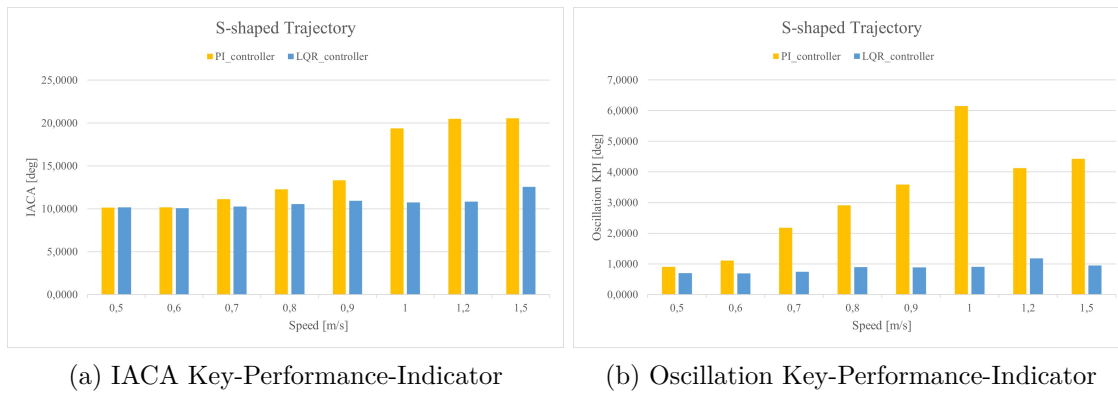 S-shaped Trajectory
PI_controller LQR_controller
25,0000
20,0000
15,0000
10,0000
5,0000
0,0000
IACA [deg]
0,5 0,6 0,7 0,8 0,9 1 1,2 1,5
Speed [m/s]
(a) IACA Key-Performance-Indicator
S-shaped Trajectory
PI_controller LQR_controller
7,0000
6,0000
5,0000
4,0000
3,0000
2,0000
1,0000
0,0000
Oscillation KPI [deg]
0,5 0,6 0,7 0,8 0,9 1 1,2 1,5
Speed [m/s]
(b) Oscillation Key-Performance-Indicator